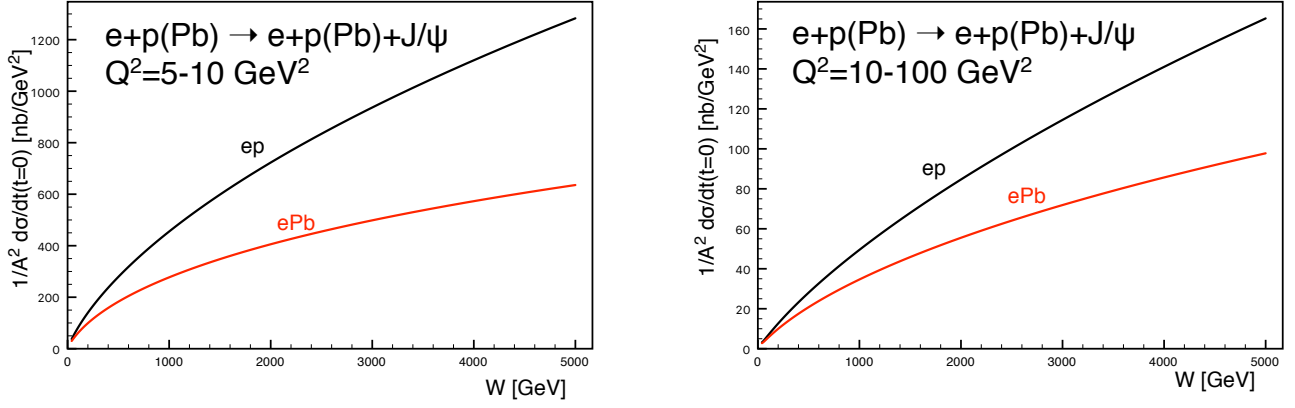 e+p(Pb) → e+p(Pb)+J/ψ
Q²=5-10 GeV²
ep
ePb
1/A² dσ/dt(t=0) [nb/GeV²]
0
200
400
600
800
1000
1200
0 1000 2000 3000 4000 5000
W [GeV]
e+p(Pb) → e+p(Pb)+J/ψ
Q²=10-100 GeV²
ep
ePb
1/A² dσ/dt(t=0) [nb/GeV²]
0
20
40
60
80
100
120
140
160
0 1000 2000 3000 4000 5000
W [GeV]